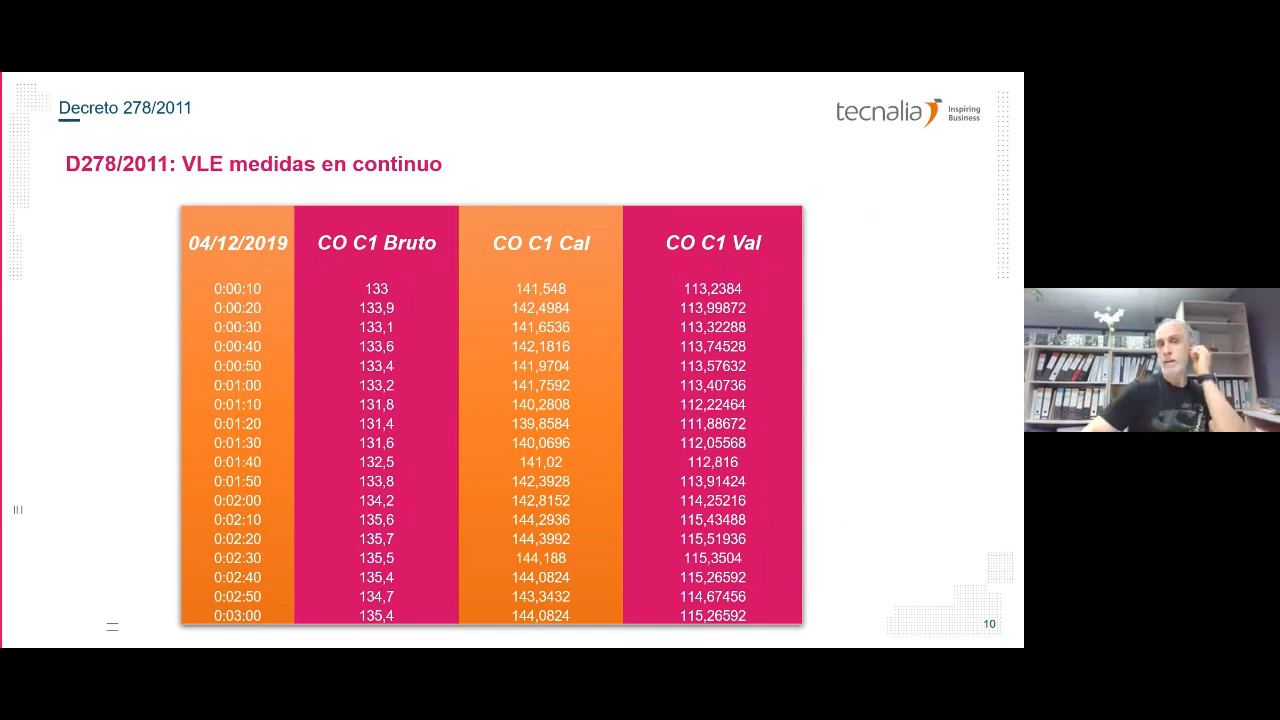 Decreto 278/2011
tecnalia Inspiring Business
D278/2011: VLE medidas en continuo
04/12/2019 CO C1 Bruto CO C1 Cal CO C1 Val
0:00:10 133 141,548 113,2384
0:00:20 133,9 142,4984 113,99872
0:00:30 133,1 141,6536 113,32288
0:00:40 133,6 142,1816 113,74528
0:00:50 133,4 141,9704 113,57632
0:01:00 133,2 141,7592 113,40736
0:01:10 131,8 140,2808 112,22464
0:01:20 131,4 139,8584 111,88672
0:01:30 131,6 140,0696 112,05568
0:01:40 132,5 141,02 112,816
0:01:50 133,8 142,3928 113,91424
0:02:00 134,2 142,8152 114,25216
0:02:10 135,6 144,2936 115,43488
0:02:20 135,7 144,3992 115,51936
0:02:30 135,5 144,188 115,3504
0:02:40 135,4 144,0824 115,26592
0:02:50 134,7 143,3432 114,67456
0:03:00 135,4 144,0824 115,26592
10